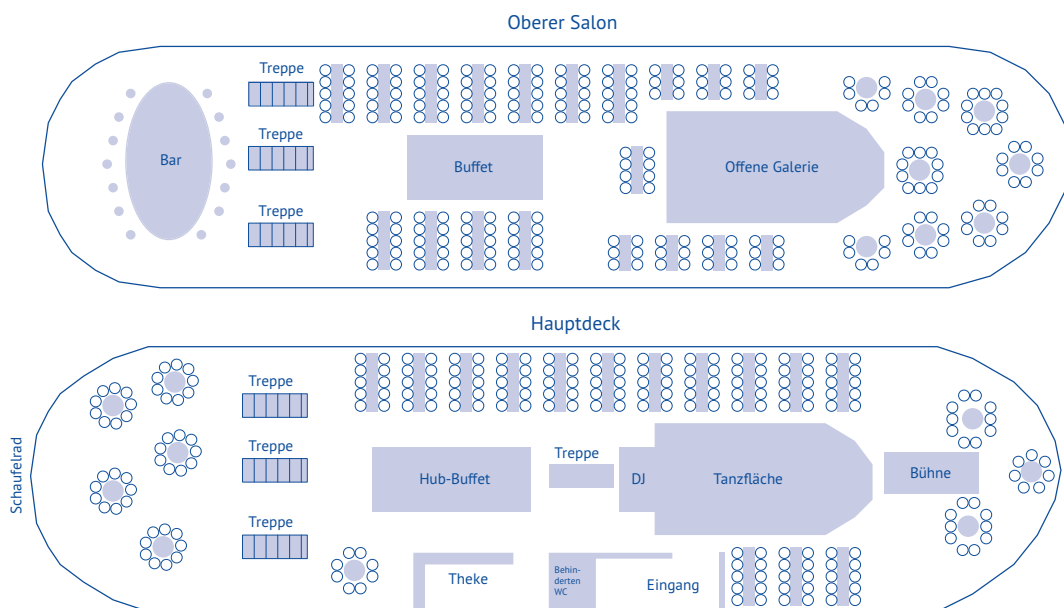 Oberer Salon
Treppe
Treppe
Bar
Buffet
Offene Galerie
Treppe
Hauptdeck
Treppe
Treppe
Treppe
Schaufelrad
Hub-Buffet
DJ
Tanzfläche
Bühne
Treppe
Theke
Behin-
derten
WC
Eingang